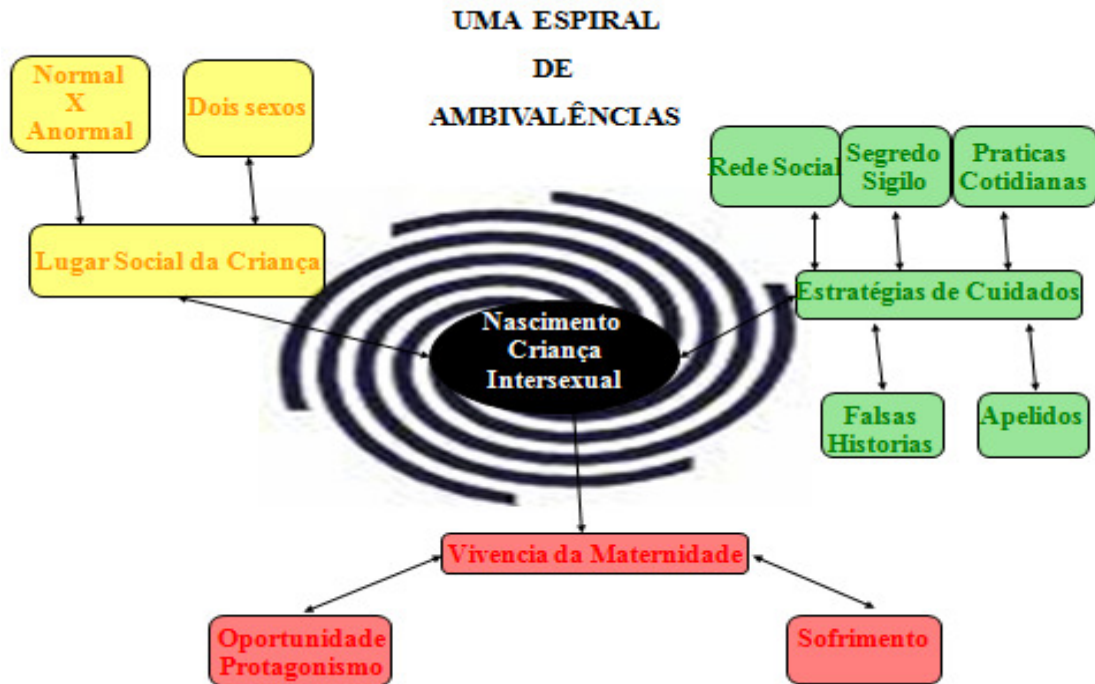 UMA ESPIRAL
DE
AMBIVALÊNCIAS
Normal
X
Anormal
Dois sexos
Lugar Social da Criança
Rede Social
Segredo
Sigilo
Praticas
Cotidianas
Estratégias de Cuidados
Falsas
Historias
Apelidos
Nascimento
Criança
Intersexual
Vivencia da Maternidade
Oportunidade
Protagonismo
Sofrimento